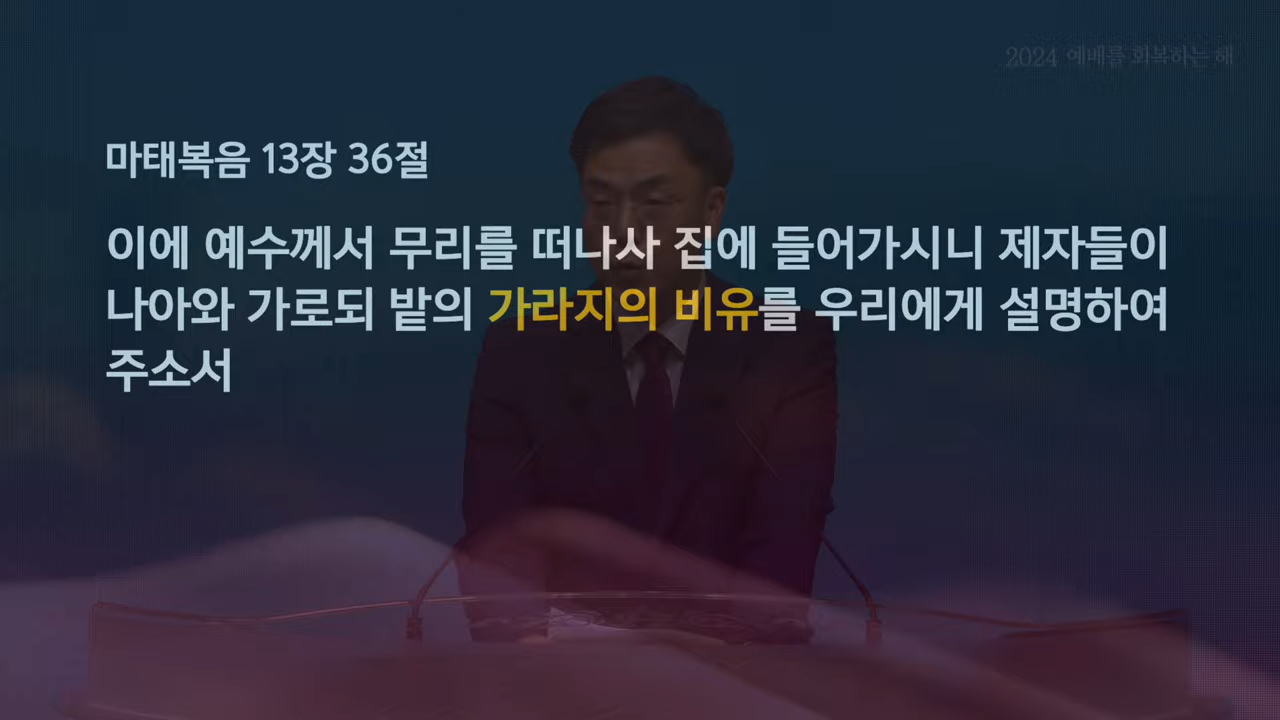 2024 예배를 회복하는 해
마태복음 13장 36절
이에 예수께서 무리를 떠나사 집에 들어가시니 제자들이
나아와 가로되 밭의 가라지의 비유를 우리에게 설명하여
주소서